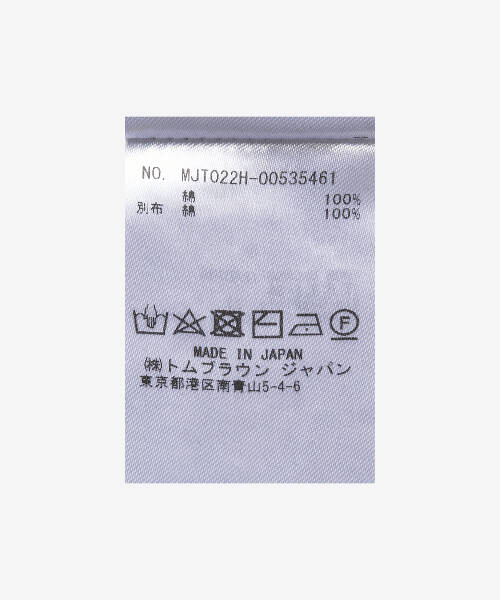 NO. MJT022H-00535461
綿 100%
別布 綿 100%
F
MADE IN JAPAN
㈱トムブラウン ジャパン
東京都港区南青山5-4-6